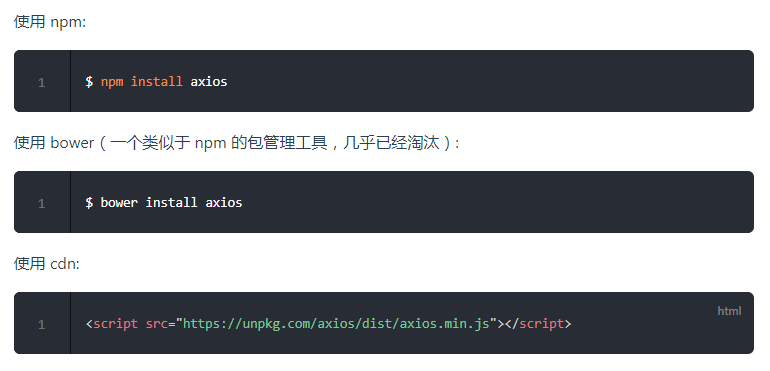 使用 npm:
1 $ npm install axios
使用 bower（一个类似于 npm 的包管理工具，几乎已经淘汰）:
1 $ bower install axios
使用 cdn:
html
1 <script src="https://unpkg.com/axios/dist/axios.min.js"></script>